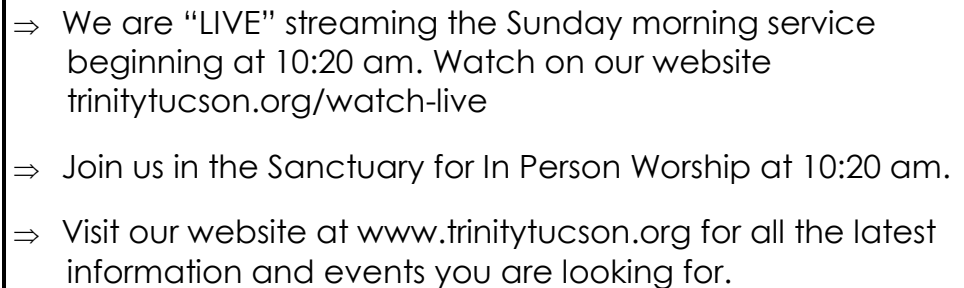 ⇒ We are “LIVE” streaming the Sunday morning service
beginning at 10:20 am. Watch on our website
trinitytucson.org/watch-live
⇒ Join us in the Sanctuary for In Person Worship at 10:20 am.
⇒ Visit our website at www.trinitytucson.org for all the latest
information and events you are looking for.